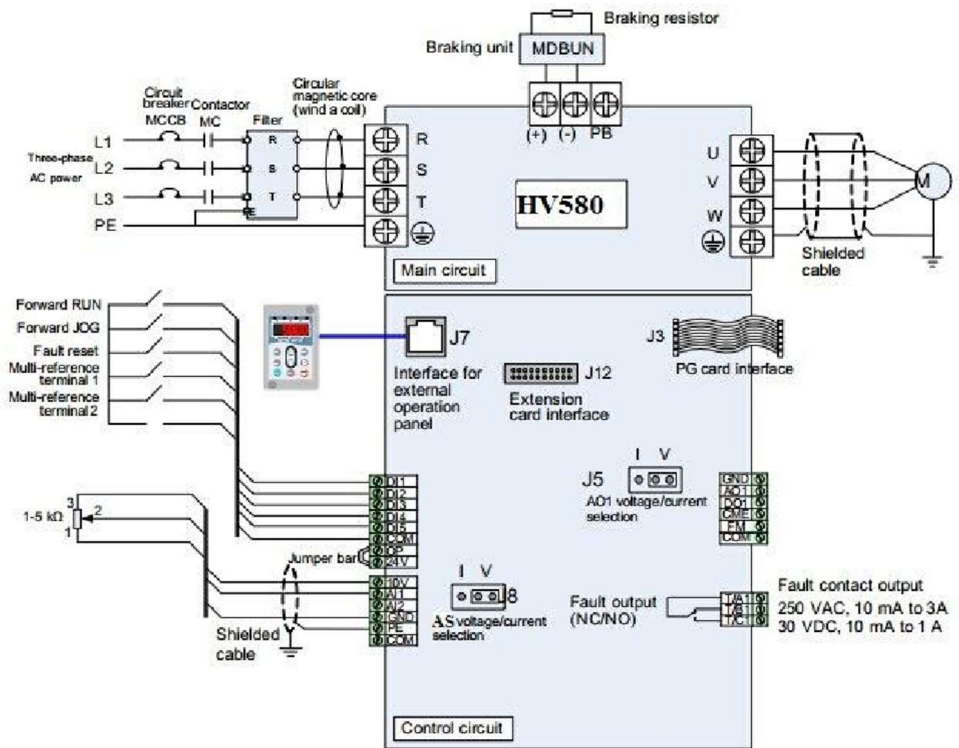 Braking resistor
Braking unit
MDBUN
(+) (-) PB
Circuit
breaker
MCCB
Contactor
MC
Filter
Circular
magnetic core
(wind a coil)
L1
L2
L3
PE
Three-phase
AC power
R
S
T
PE
R
S
T
HV580
U
V
W
M
Shielded
cable
Main circuit
Forward RUN
Forward JOG
Fault reset
Multi-reference
terminal 1
Multi-reference
terminal 2
J7
Interface for
external
operation
panel
J12
Extension
card interface
J3
PG card interface
I V
J5
AO1 voltage/current
selection
GND
AO1
DO1
CME
FM
COM
DI1
DI2
DI3
DI4
DI5
COM
OP
24V
Jumper bar
10V
AI1
AI2
GND
PE
COM
1-5 kΩ
3
2
1
Shielded
cable
I V
J8
AS voltage/current
selection
Fault output
(NC/NO)
T/A1
T/B1
T/C1
Fault contact output
250 VAC, 10 mA to 3A
30 VDC, 10 mA to 1 A
Control circuit